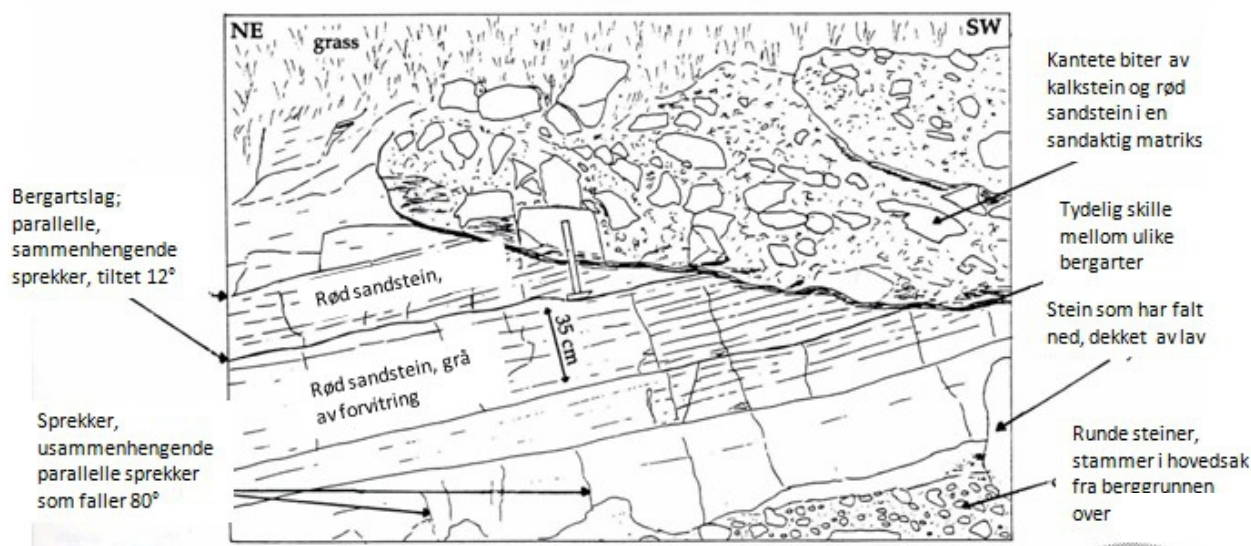 NE
grass
SW
Kantete biter av
kalkstein og rød
sandstein i en
sandaktig matriks
Bergartslag;
parallelle,
sammenhengende
sprekker, tiltet 12°
Tydelig skille
mellom ulike
bergarter
Rød sandstein,
35 cm
Stein som har falt
ned, dekket av lav
Rød sandstein, grå
av forvitring
Sprekker,
usammenhengende
parallelle sprekker
som faller 80°
Runde steiner,
stammer i hovedsak
fra berggrunnen
over